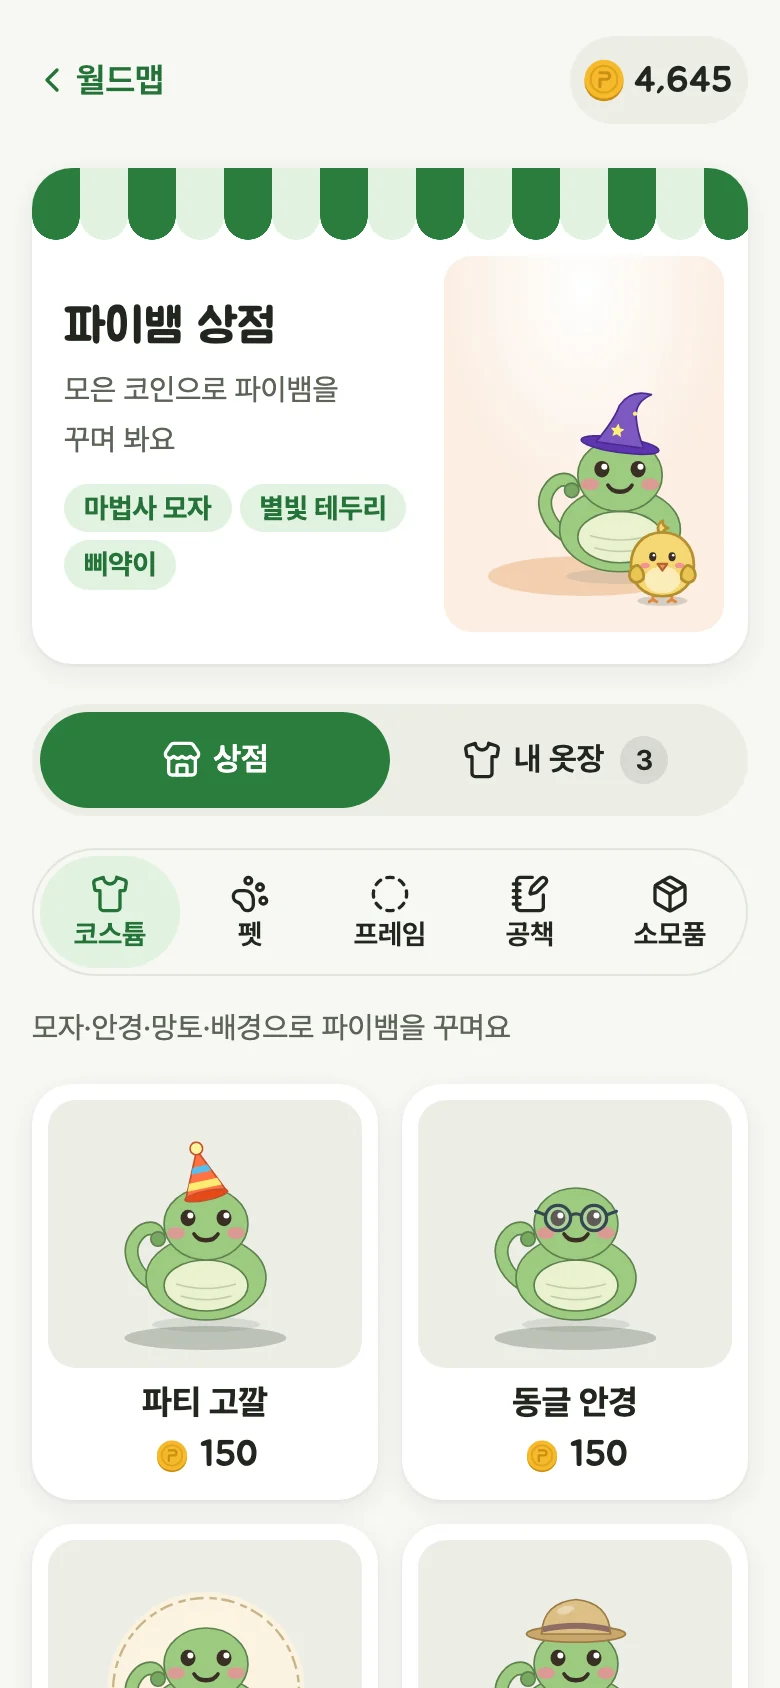 월드맵
4,645
파이뱀 상점
모은 코인으로 파이뱀을
꾸며 봐요
마법사 모자
별빛 테두리
삐약이
상점
내 옷장 3
코스튬
펫
프레임
공책
소모품
모자·안경·망토·배경으로 파이뱀을 꾸며요
파티 고깔
150
동글 안경
150